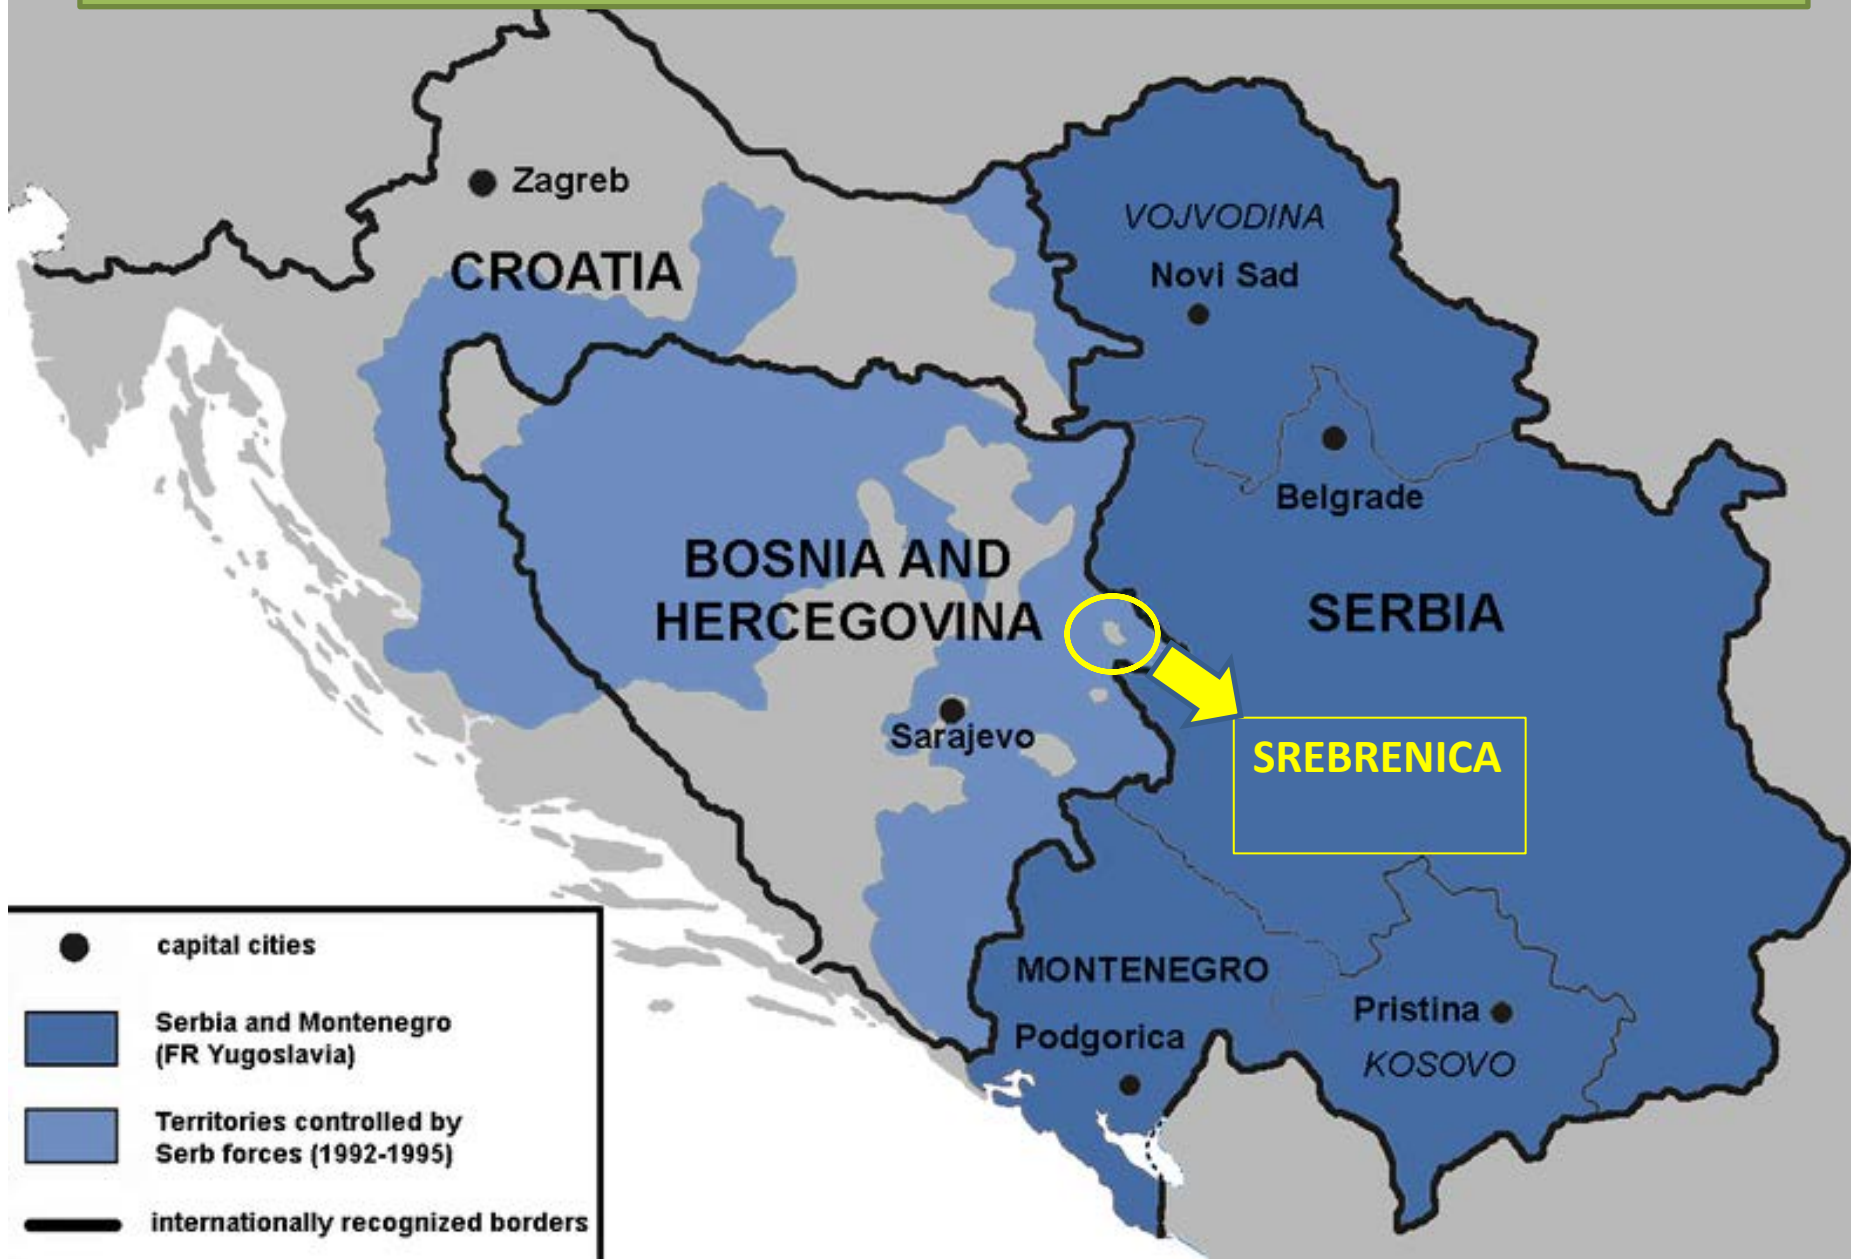 Zagreb
CROATIA
VOJVODINA
Novi Sad
Belgrade
BOSNIA AND
HERCEGOVINA
SERBIA
Sarajevo
SREBRENICA
MONTENEGRO
Podgorica
Pristina
KOSOVO
capital cities
Serbia and Montenegro
(FR Yugoslavia)
Territories controlled by
Serb forces (1992-1995)
internationally recognized borders